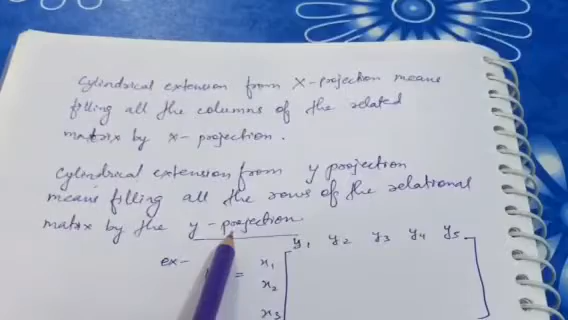 Cylindrical extension from X-projection means
filling all the columns of the related
matrix by x-projection.
Cylindrical extension from y projection
means filling all the rows of the relational
matrix by the y-projection.
y1 y2 y3 y4 y5
ex- = x1
x2
x3